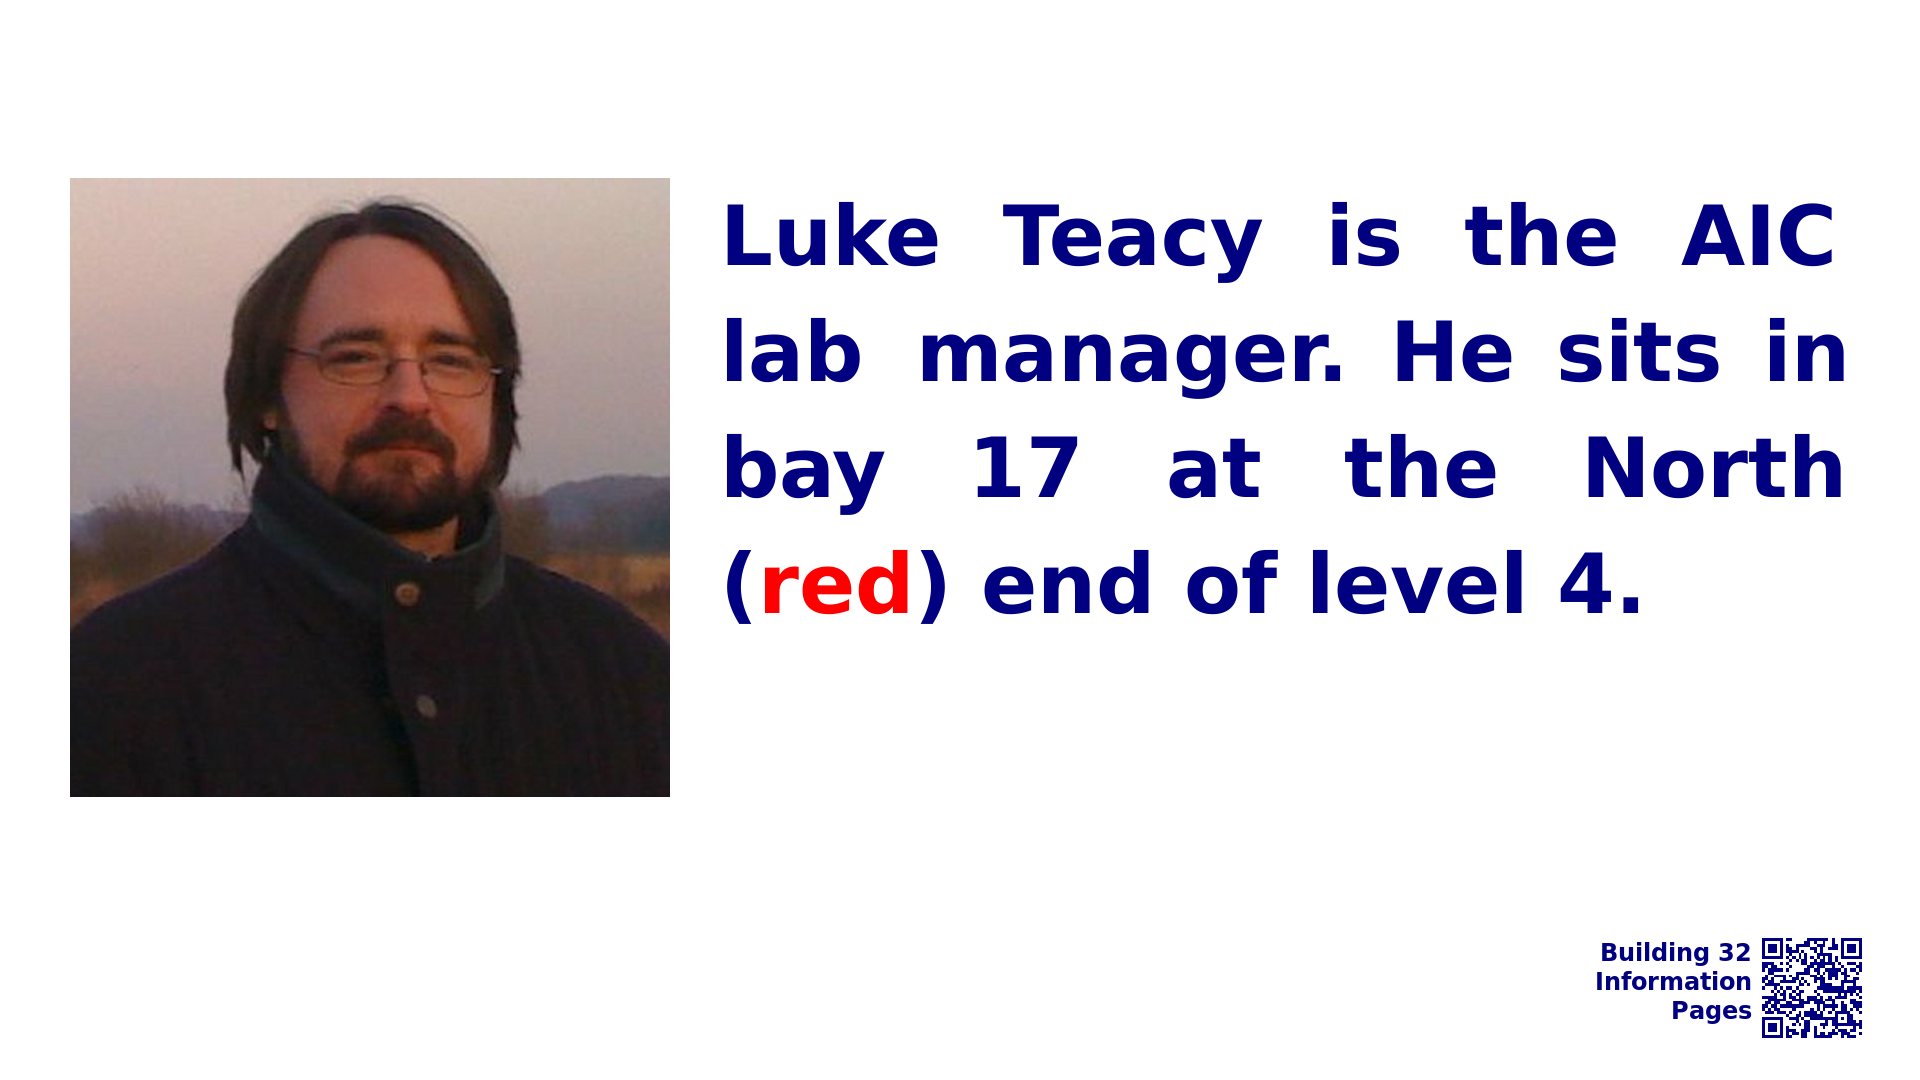 Luke Teacy is the AIC
lab manager. He sits in
bay 17 at the North
(red) end of level 4.
Building 32
Information
Pages